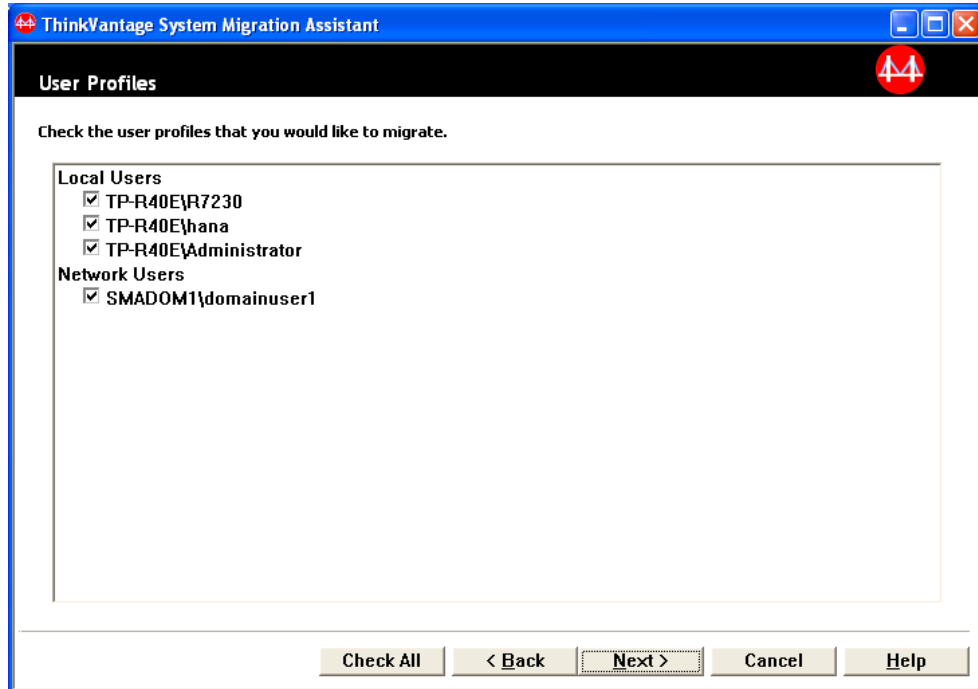 ThinkVantage System Migration Assistant
User Profiles
Check the user profiles that you would like to migrate.
Local Users
TP-R40E\R7230
TP-R40E\hana
TP-R40E\Administrator
Network Users
SMADOM1\domainuser1
Check All
< Back
Next >
Cancel
Help